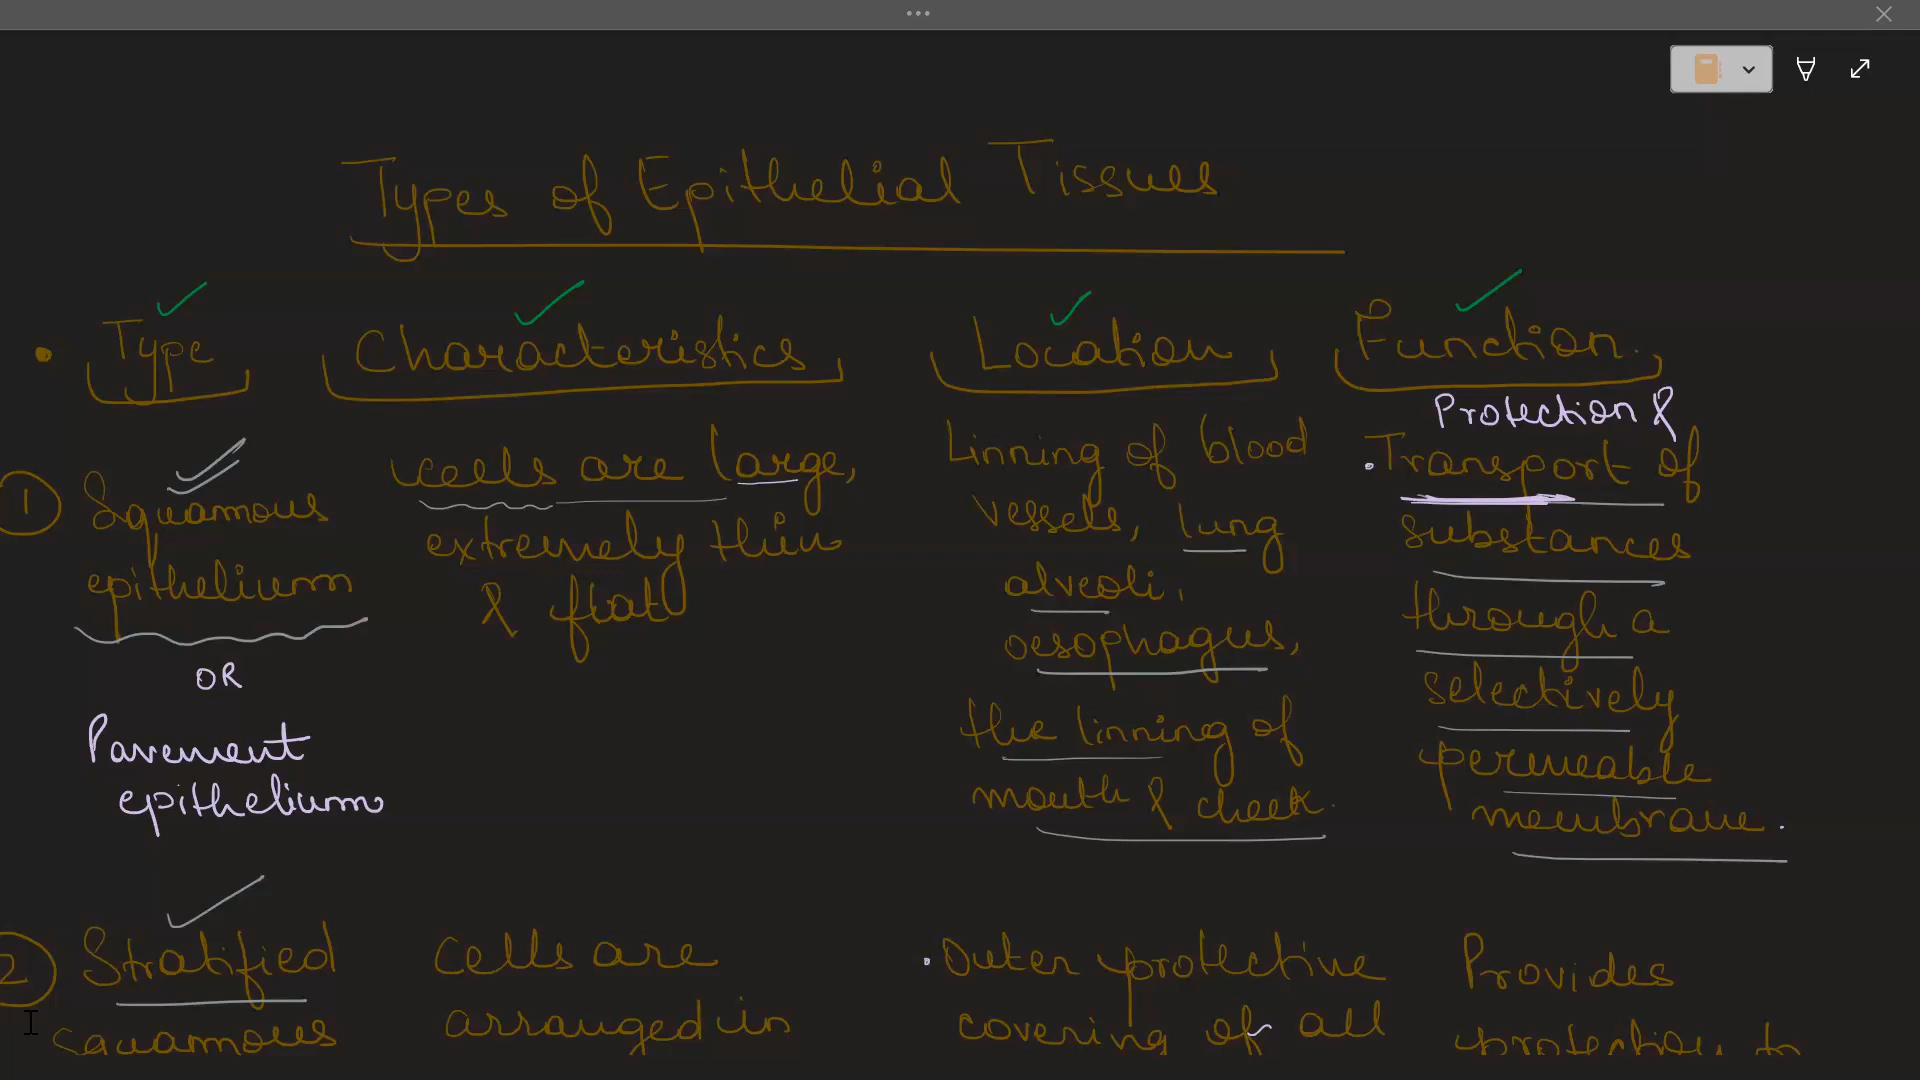 Types of Epithelial Tissues
• Type Characteristics Location Function.
① Squamous epithelium
OR
Pavement epithelium
cells are large,
extremely thin
& flat
Linning of blood
vessels, lung
alveoli,
oesophagus,
the linning of
mouth & cheek.
Protection &
• Transport of
substances
through a
selectively
permeable
membrane.
② Stratified
squamous
Cells are
arranged in
• Outer protective
covering of all
Provides
protection to